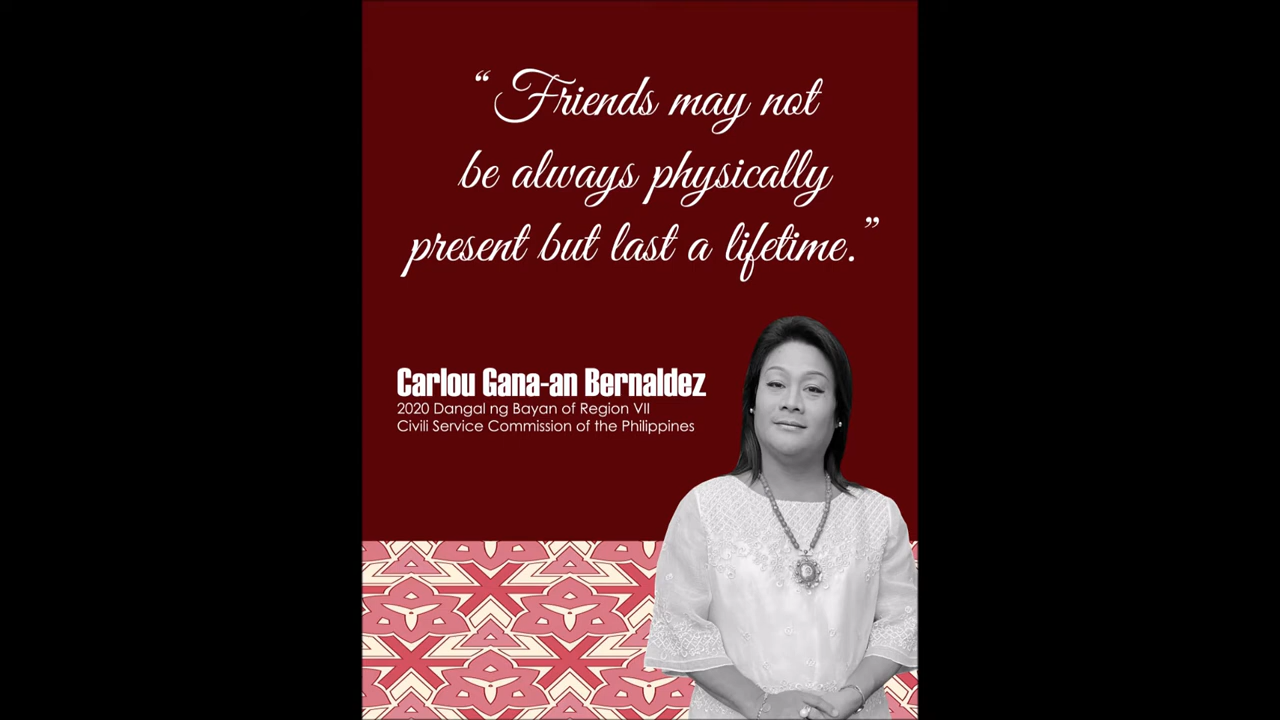 “ Friends may not
be always physically
present but last a lifetime.”
Carlou Gana-an Bernaldez
2020 Dangal ng Bayan of Region VII
Civili Service Commission of the Philippines